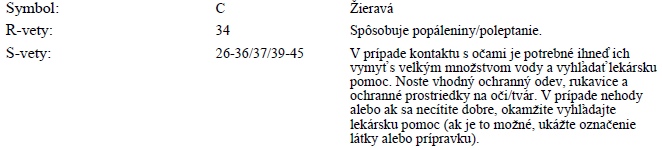 Symbol: C Žieravá
R-vety: 34 Spôsobuje popáleniny/poleptanie.
S-vety: 26-36/37/39-45 V prípade kontaktu s očami je potrebné ihneď ich
vymyť s velkým množstvom vody a vyhľadať lekársku
pomoc. Noste vhodný ochranný odev, rukavice a
ochranné prostriedky na oči/tvár. V prípade nehody
alebo ak sa necítite dobre, okamžite vyhľadajte
lekársku pomoc (ak je to možné, ukážte označenie
látky alebo prípravku).